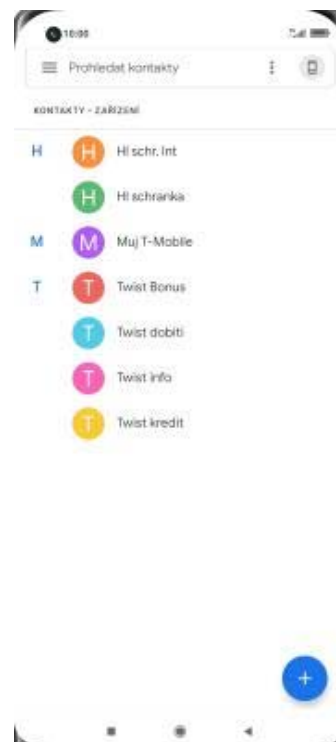 10:00
Prohledat kontakty
KONTAKTY – ZAŘÍZENÍ
H
H
Hl schr. Int
H
Hl schranka
M
M
Muj T-Mobile
T
T
Twist Bonus
T
Twist dobiti
T
Twist info
T
Twist kredit